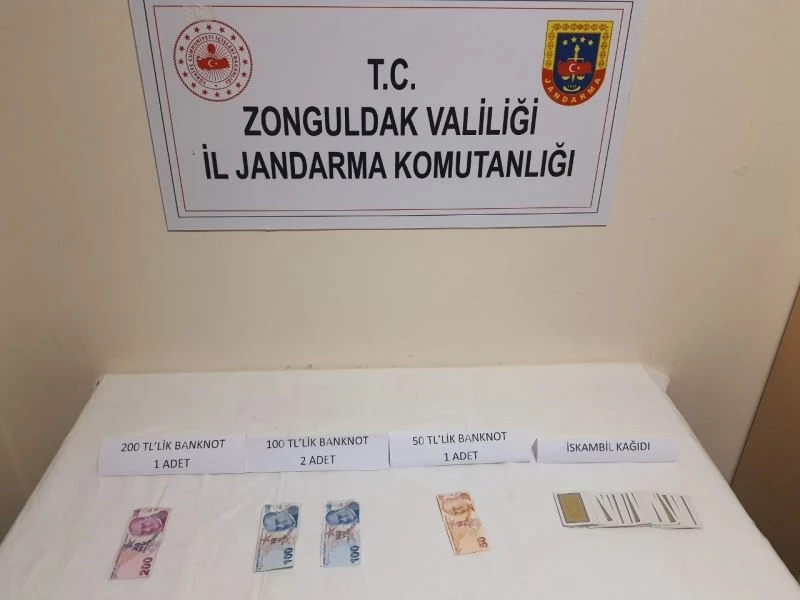 T.C.
ZONGULDAK VALİLİĞİ
İL JANDARMA KOMUTANLIĞI
JANDARMA
200 TL'LİK BANKNOT
1 ADET
100 TL'LİK BANKNOT
2 ADET
50 TL'LİK BANKNOT
1 ADET
İSKAMBİL KAĞIDI
200
100
100
50